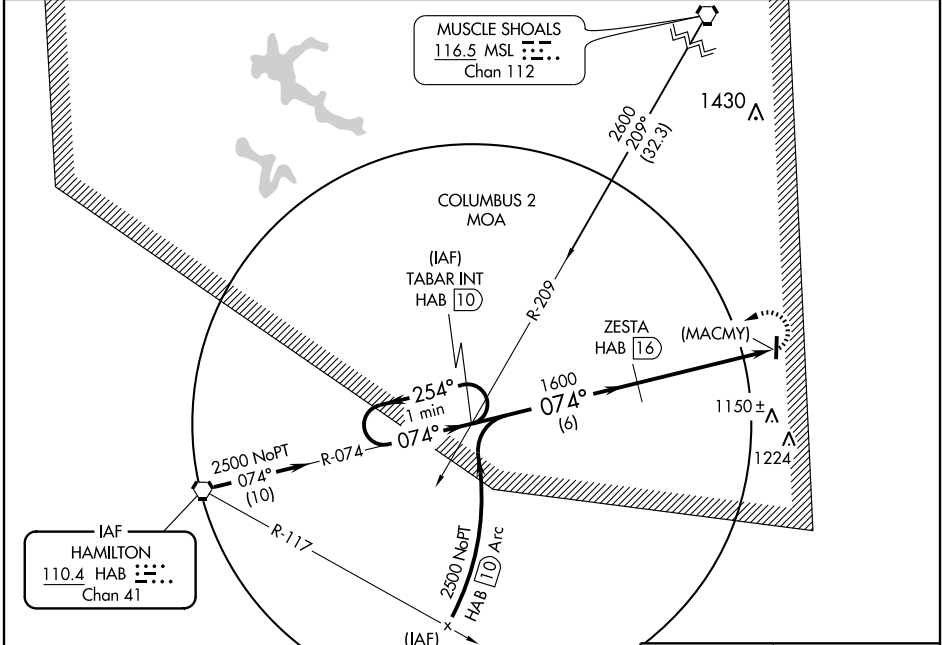 MUSCLE SHOALS
116.5 MSL
Chan 112
1430
2600
209°
(32.3)
COLUMBUS 2
MOA
(IAF)
TABAR INT
HAB 10
R-209
ZESTA
HAB 16
(MACMY)
254°
1 min
074°
1600
074°
(6)
1150 ±
1224
2500 NoPT
074°
(10)
R-074
R-117
IAF
HAMILTON
110.4 HAB
Chan 41
2500 NoPT
HAB 10 Arc
(IAF)